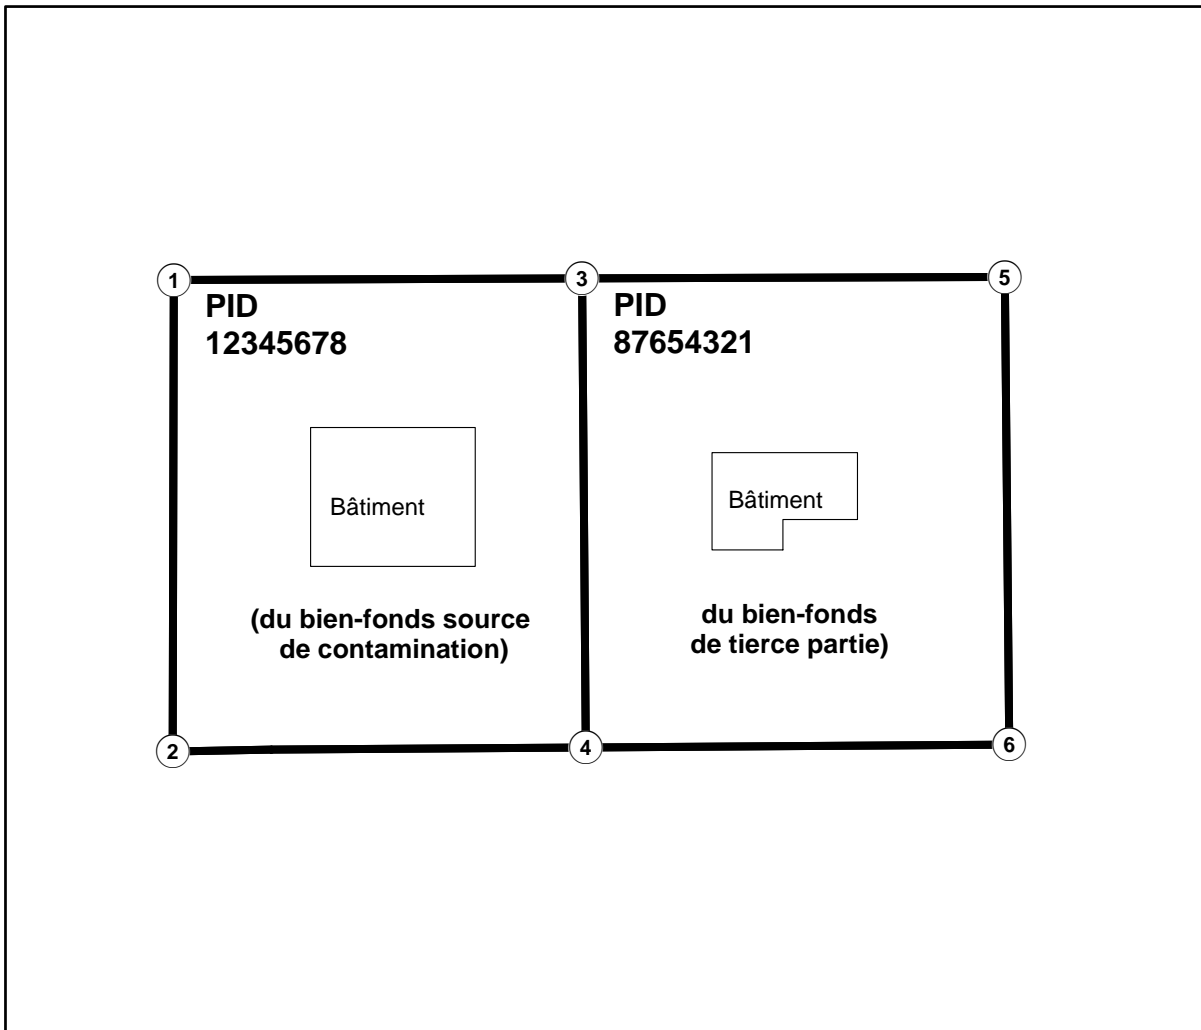 1
3
5
PID
12345678
PID
87654321
Bâtiment
Bâtiment
(du bien-fonds source
de contamination)
du bien-fonds
de tierce partie)
2
4
6